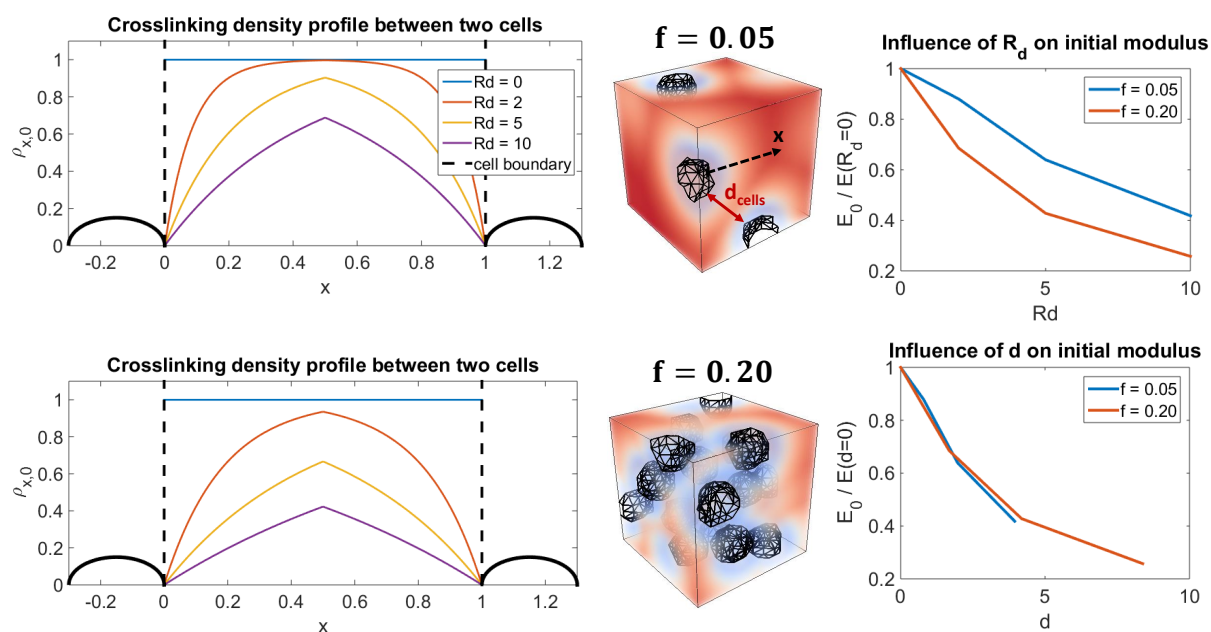 Crosslinking density profile between two cells
1
0.8
0.6
0.4
0.2
0
ρx,0
-0.2 0 0.2 0.4 0.6 0.8 1 1.2
x
Rd = 0
Rd = 2
Rd = 5
Rd = 10
cell boundary
f = 0.05
x
dcells
Influence of Rd on initial modulus
1
0.8
0.6
0.4
0.2
E0 / E(Rd=0)
0 5 10
Rd
f = 0.05
f = 0.20
Crosslinking density profile between two cells
1
0.8
0.6
0.4
0.2
0
ρx,0
-0.2 0 0.2 0.4 0.6 0.8 1 1.2
x
f = 0.20
Influence of d on initial modulus
1
0.8
0.6
0.4
0.2
E0 / E(d=0)
0 5 10
d
f = 0.05
f = 0.20